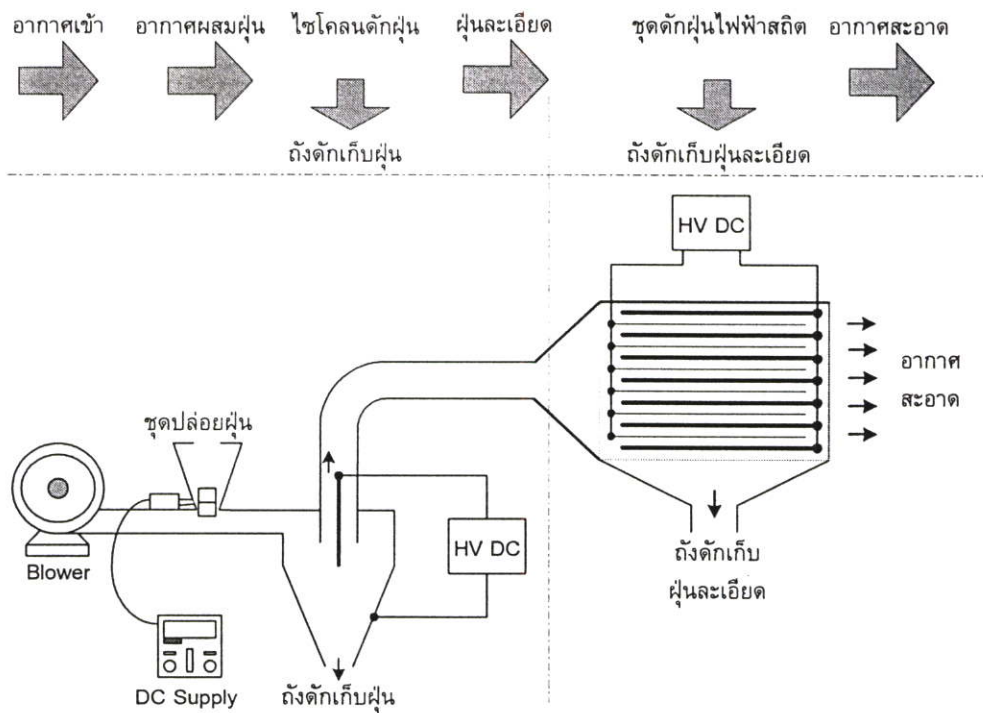 อากาศเข้า
อากาศผสมฝุ่น
ไซโคลนดักฝุ่น
ฝุ่นละเอียด
ชุดดักฝุ่นไฟฟ้าสถิต
อากาศสะอาด
ถังดักเก็บฝุ่น
ถังดักเก็บฝุ่นละเอียด
HV DC
อากาศ
สะอาด
ชุดปล่อยฝุ่น
HV DC
Blower
ถังดักเก็บ
ฝุ่นละเอียด
DC Supply
ถังดักเก็บฝุ่น